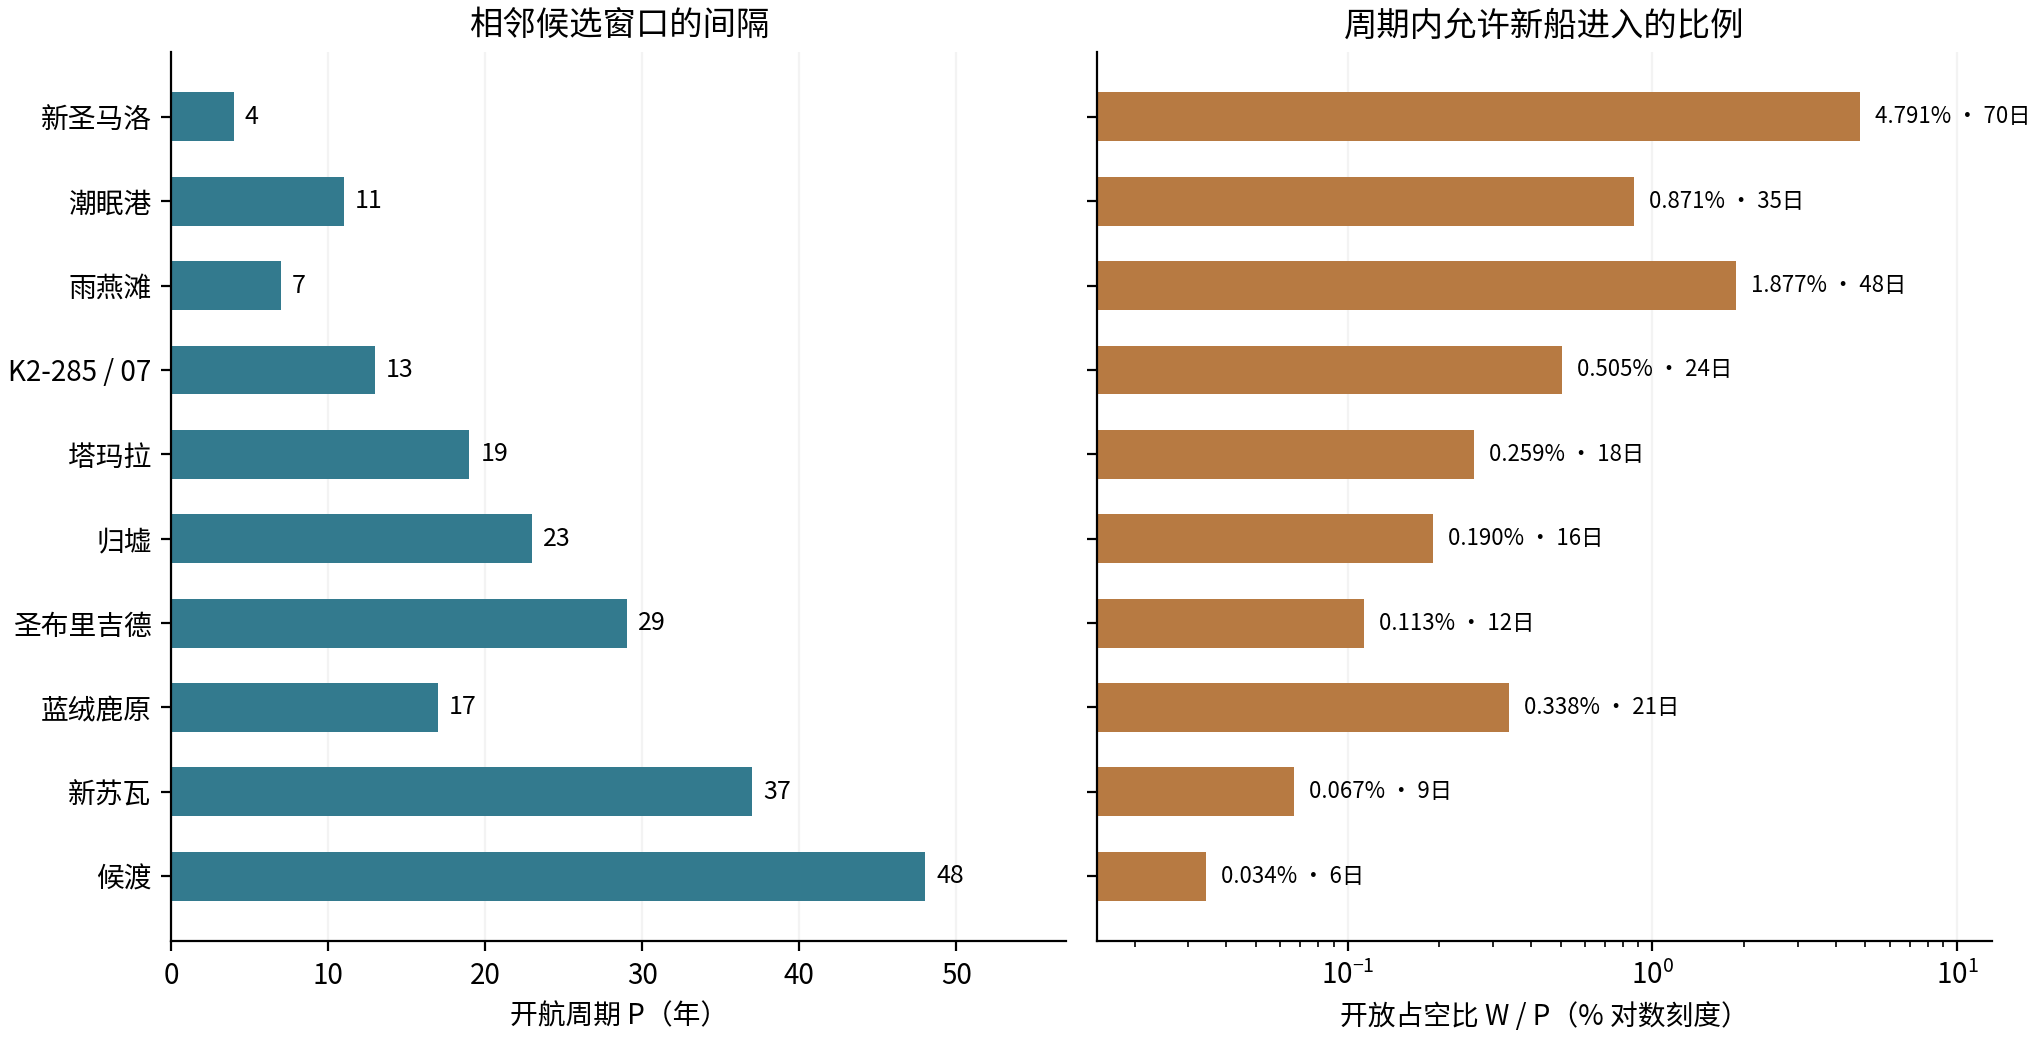 相邻候选窗口的间隔
新圣马洛 4
潮眠港 11
雨燕滩 7
K2-285 / 07 13
塔玛拉 19
归墟 23
圣布里吉德 29
蓝绒鹿原 17
新苏瓦 37
候渡 48
0 10 20 30 40 50
开航周期 P（年）
周期内允许新船进入的比例
4.791% · 70日
0.871% · 35日
1.877% · 48日
0.505% · 24日
0.259% · 18日
0.190% · 16日
0.113% · 12日
0.338% · 21日
0.067% · 9日
0.034% · 6日
10⁻¹ 10⁰ 10¹
开放占空比 W / P（% 对数刻度）